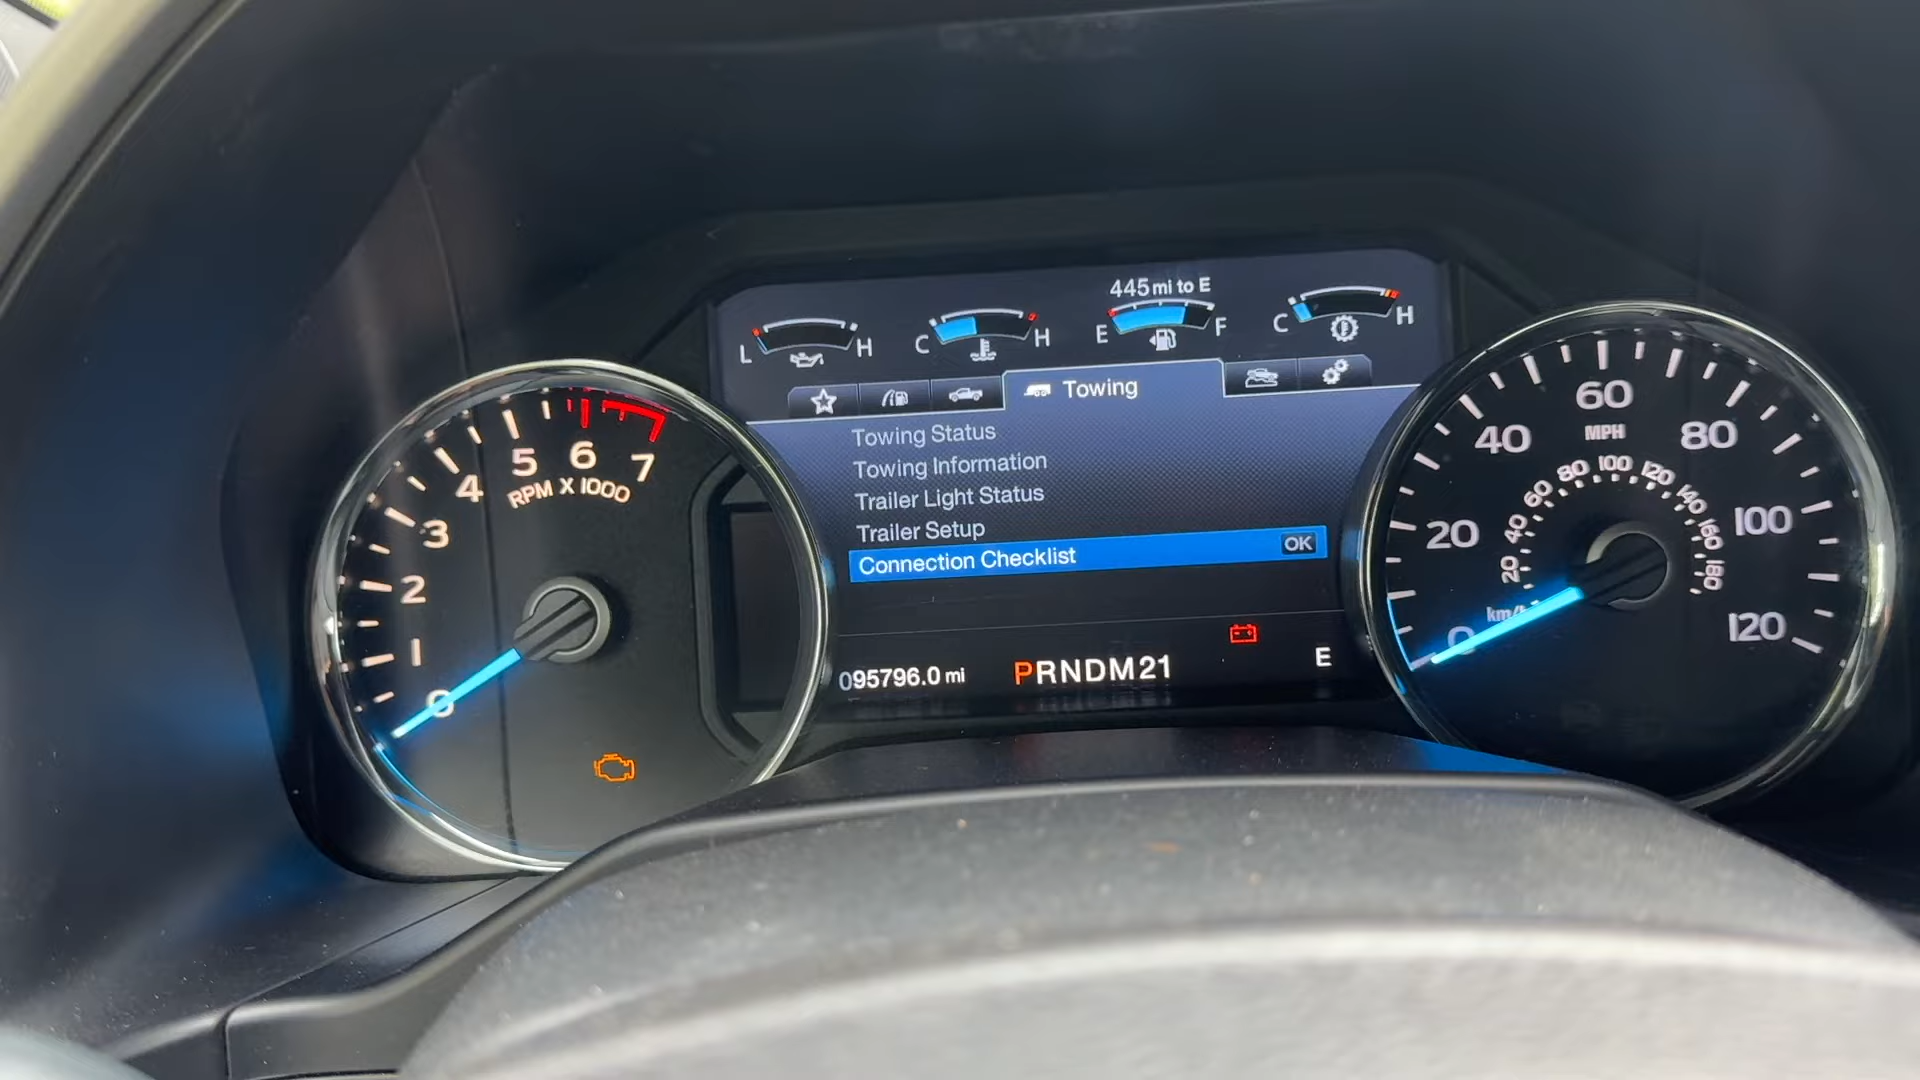 445 mi to E
L H
C H
E F
C H
Towing
Towing Status
Towing Information
Trailer Light Status
Trailer Setup
Connection Checklist OK
095796.0 mi
PRNDM21
E
0 1 2 3 4 5 6 7
RPM X 1000
0 20 40 60 80 100 120
MPH
20 40 60 80 100 120 140 160 180